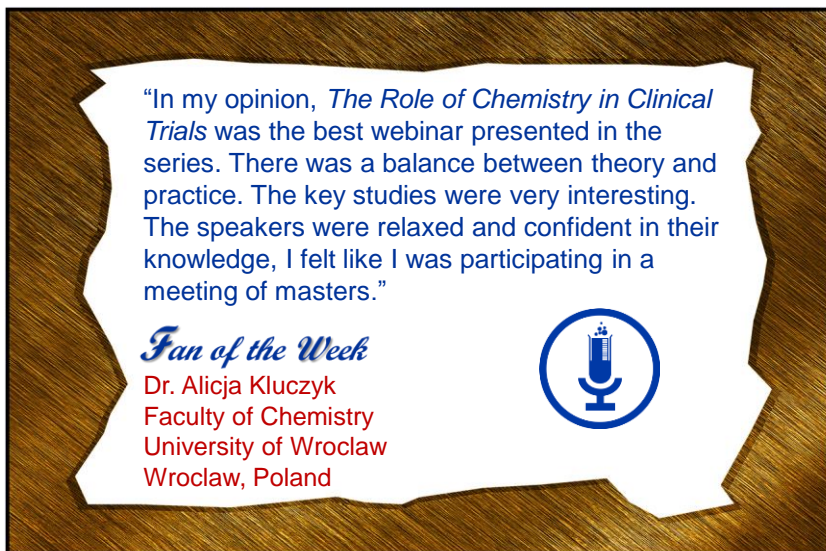 “In my opinion, The Role of Chemistry in Clinical
Trials was the best webinar presented in the
series. There was a balance between theory and
practice. The key studies were very interesting.
The speakers were relaxed and confident in their
knowledge, I felt like I was participating in a
meeting of masters.”
Fan of the Week
Dr. Alicja Kluczyk
Faculty of Chemistry
University of Wroclaw
Wroclaw, Poland